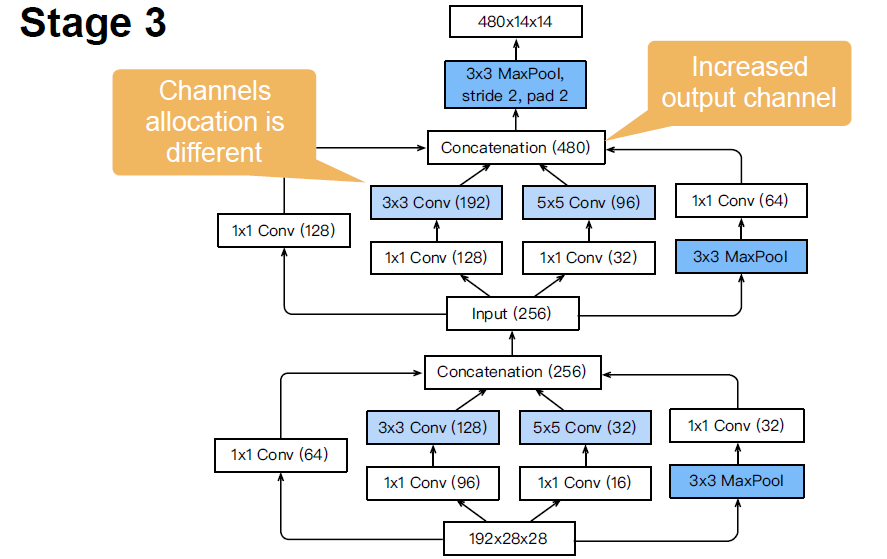 Stage 3
480x14x14
3x3 MaxPool,
stride 2, pad 2
Channels
allocation is
different
Increased
output channel
Concatenation (480)
3x3 Conv (192)
5x5 Conv (96)
1x1 Conv (64)
1x1 Conv (128)
1x1 Conv (128)
1x1 Conv (32)
3x3 MaxPool
Input (256)
Concatenation (256)
3x3 Conv (128)
5x5 Conv (32)
1x1 Conv (32)
1x1 Conv (64)
1x1 Conv (96)
1x1 Conv (16)
3x3 MaxPool
192x28x28